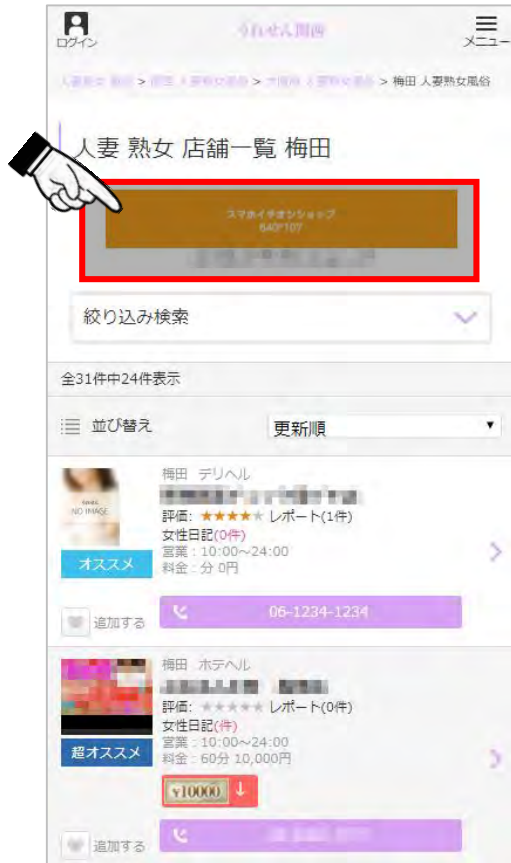 ログイン
うれせん関西
メニュー
> > > 梅田 人妻熟女風俗
人妻 熟女 店舗一覧 梅田
スマホイチオシショップ
640*107
絞り込み検索
全31件中24件表示
並び替え 更新順
梅田 デリヘル
NO IMAGE
評価: ★★★★★ レポート(1件)
女性日記(0件)
営業:10:00~24:00
料金:分 0円
オススメ
追加する
06-1234-1234
梅田 ホテヘル
評価: ★★★★★ レポート(0件)
女性日記(件)
営業:10:00~24:00
料金:60分 10,000円
超オススメ
¥10000 ↓
追加する